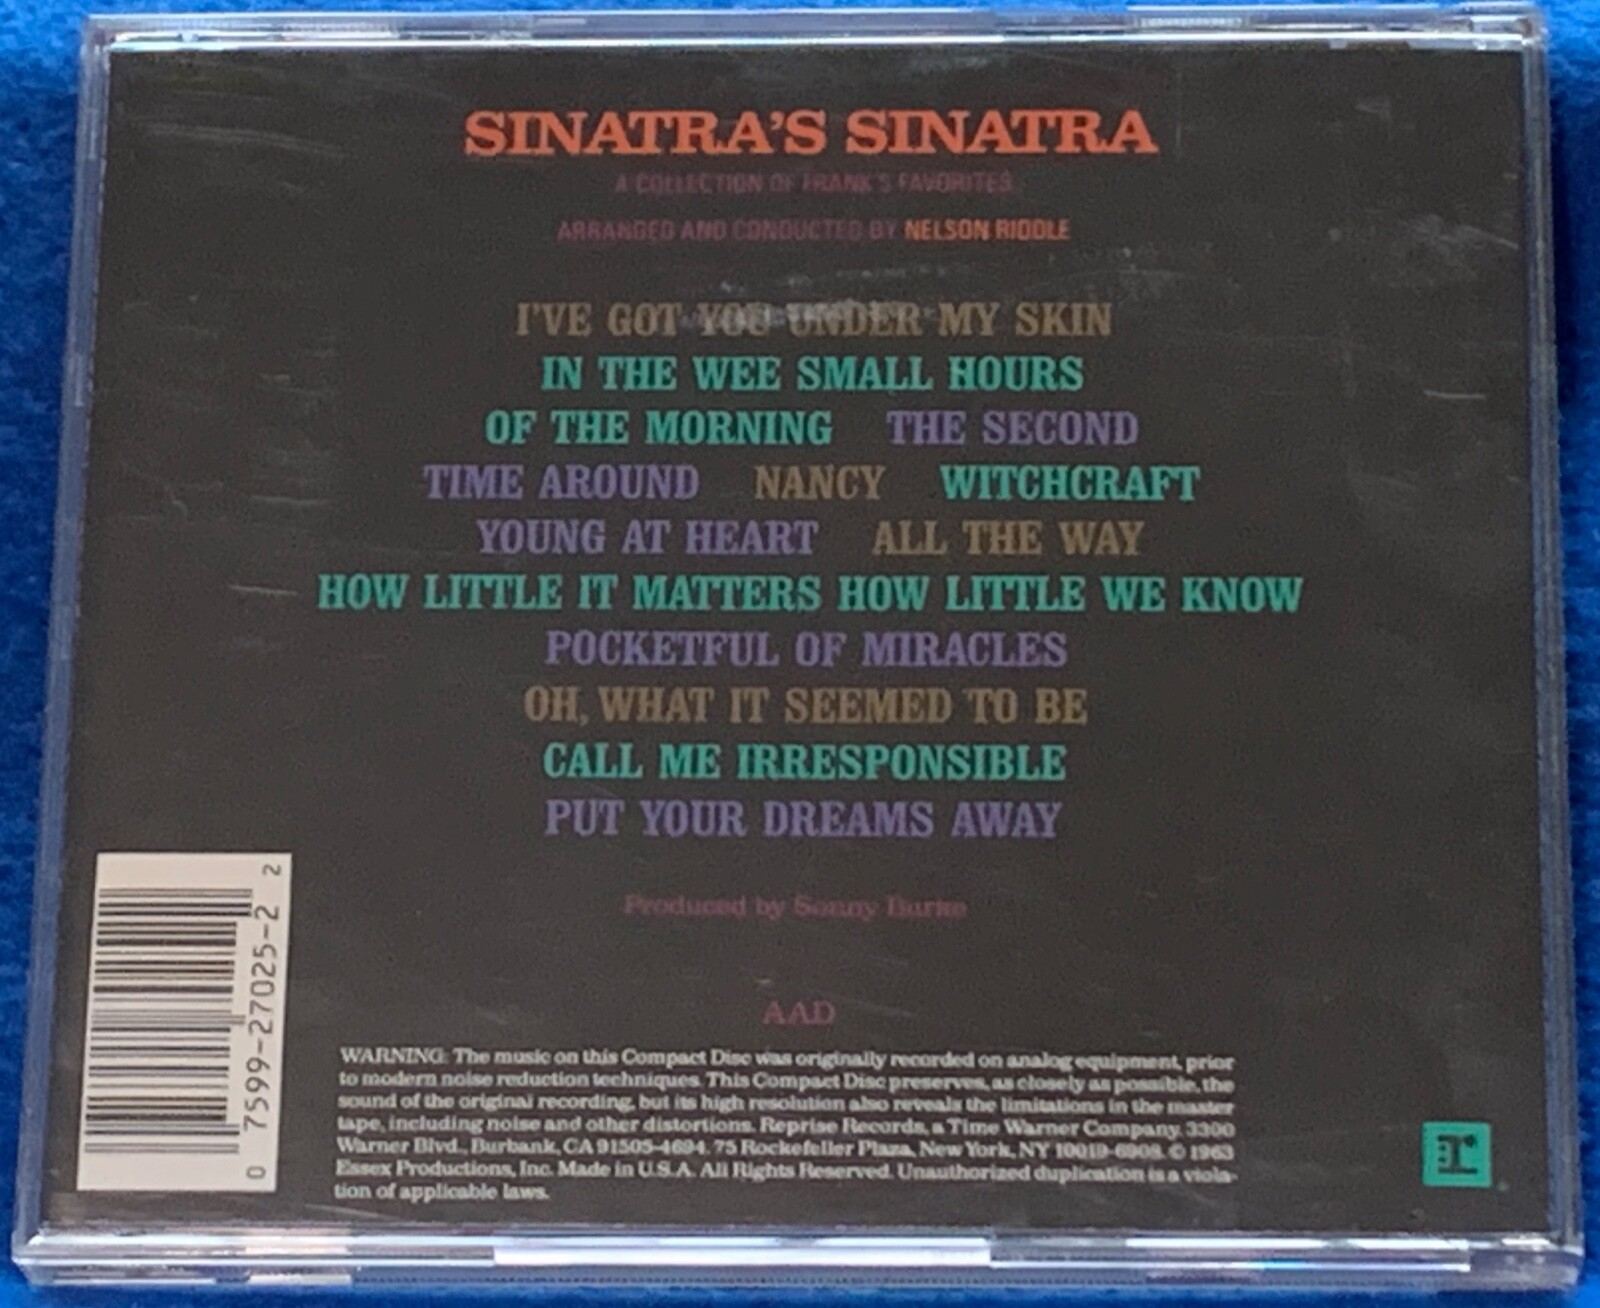 SINATRA'S SINATRA
A COLLECTION OF FRANK'S FAVORITES
ARRANGED AND CONDUCTED BY NELSON RIDDLE
I'VE GOT YOU UNDER MY SKIN
IN THE WEE SMALL HOURS
OF THE MORNING THE SECOND
TIME AROUND NANCY WITCHCRAFT
YOUNG AT HEART ALL THE WAY
HOW LITTLE IT MATTERS HOW LITTLE WE KNOW
POCKETFUL OF MIRACLES
OH, WHAT IT SEEMED TO BE
CALL ME IRRESPONSIBLE
PUT YOUR DREAMS AWAY
Produced by Sonny Burke
AAD
WARNING: The music on this Compact Disc was originally recorded on analog equipment, prior
to modern noise reduction techniques. This Compact Disc preserves, as closely as possible, the
sound of the original recording, but its high resolution also reveals the limitations in the master
tape, including noise and other distortions. Reprise Records, a Time Warner Company. 3300
Warner Blvd., Burbank, CA 91505-4694. 75 Rockefeller Plaza, New York, NY 10019-6908. © 1963
Essex Productions, Inc. Made in U.S.A. All Rights Reserved. Unauthorized duplication is a viola-
tion of applicable laws.
0 7599-27025-2 2